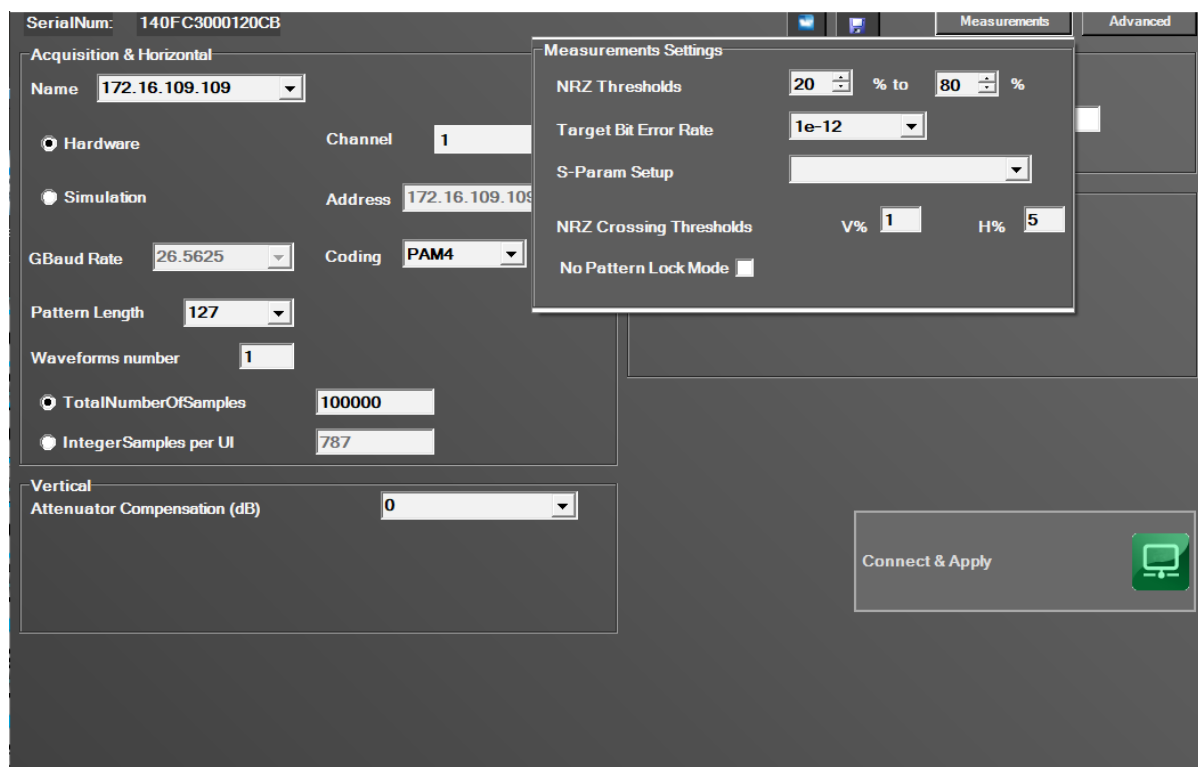 SerialNum: 140FC3000120CB
Measurements Advanced
Acquisition & Horizontal
Name 172.16.109.109
Hardware
Channel 1
Simulation
Address 172.16.109.109
GBaud Rate 26.5625
Coding PAM4
Pattern Length 127
Waveforms number 1
TotalNumberOfSamples 100000
IntegerSamples per UI 787
Measurements Settings
NRZ Thresholds 20 % to 80 %
Target Bit Error Rate 1e-12
S-Param Setup
NRZ Crossing Thresholds V% 1 H% 5
No Pattern Lock Mode
Vertical
Attenuator Compensation (dB) 0
Connect & Apply